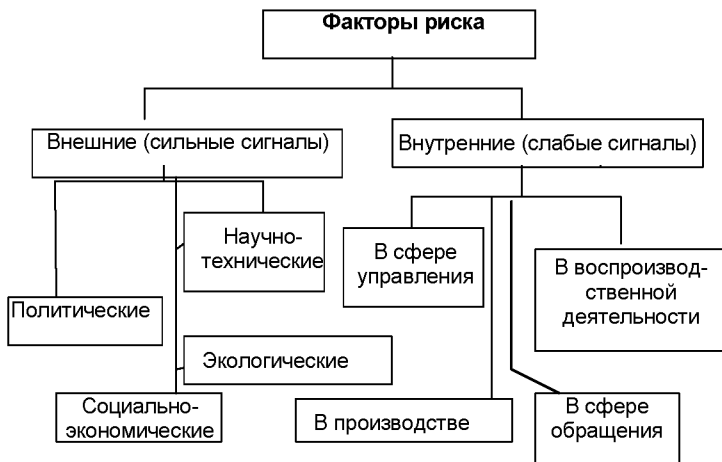 Факторы риска
Внешние (сильные сигналы)
Внутренние (слабые сигналы)
Научно-
технические
Политические
Экологические
Социально-
экономические
В сфере
управления
В воспроизвод-
ственной
деятельности
В производстве
В сфере
обращения